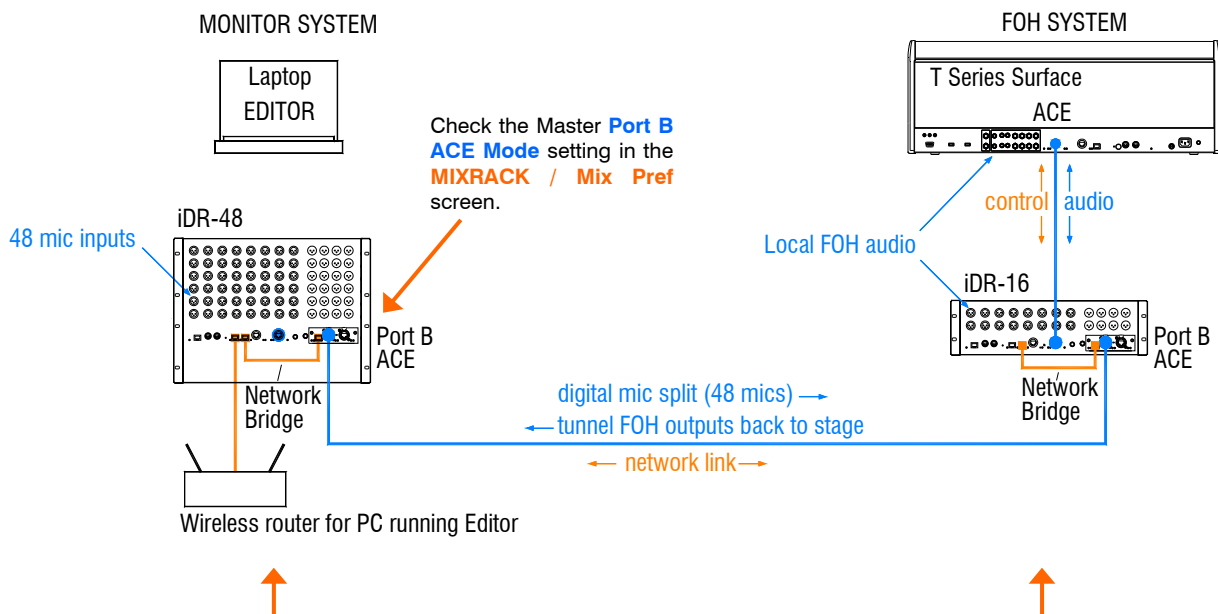 MONITOR SYSTEM
FOH SYSTEM
Laptop
EDITOR
T Series Surface
ACE
Check the Master Port B
ACE Mode setting in the
MIXRACK / Mix Pref
screen.
control
audio
iDR-48
48 mic inputs
Local FOH audio
iDR-16
Port B
ACE
Port B
ACE
Network
Bridge
Network
Bridge
digital mic split (48 mics)
tunnel FOH outputs back to stage
network link
Wireless router for PC running Editor